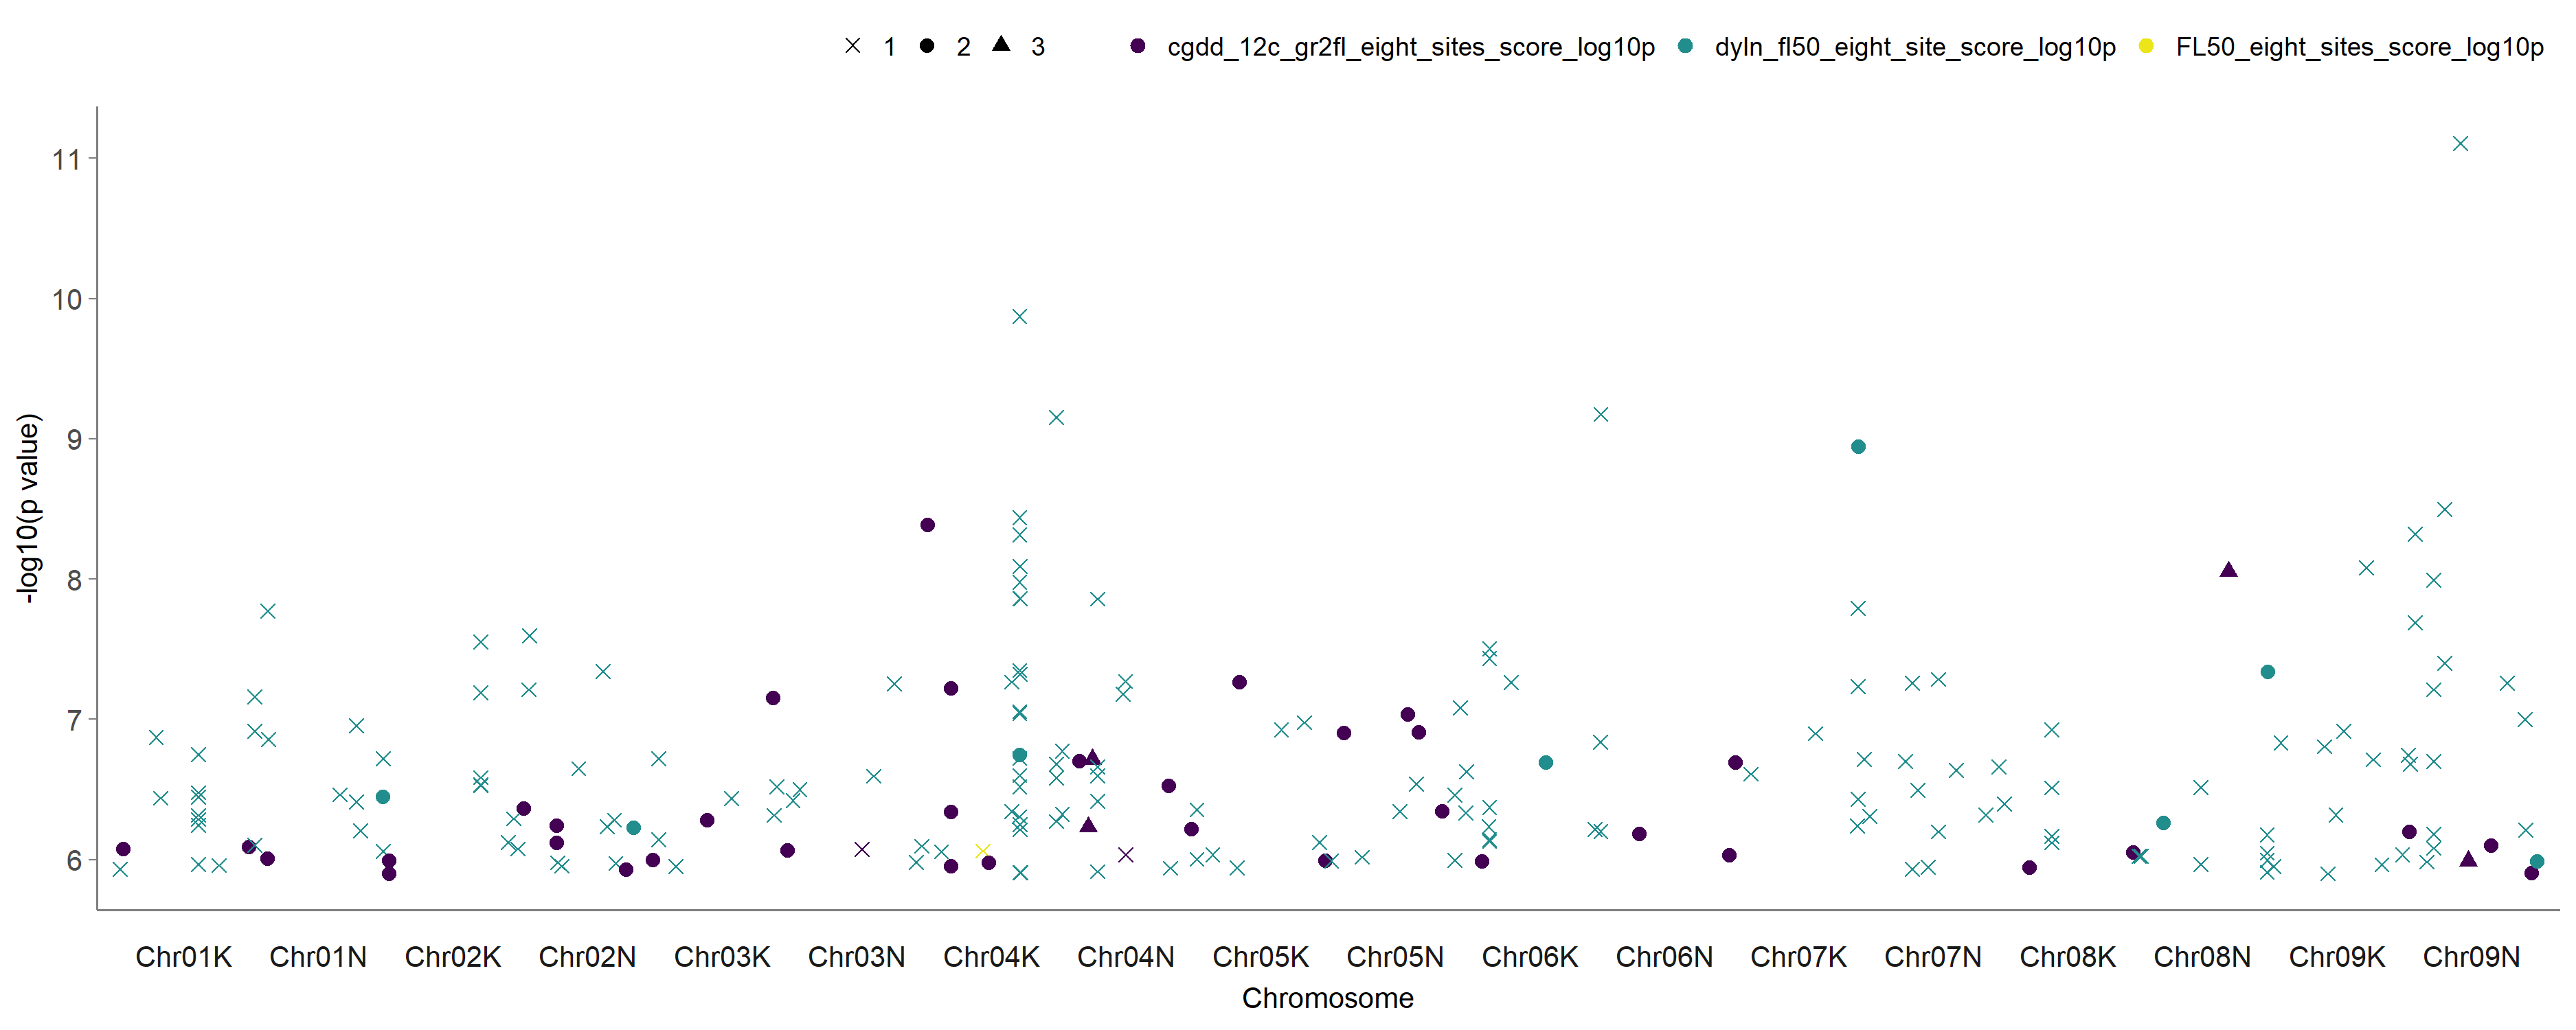 1 2 3 cgdd_12c_gr2fl_eight_sites_score_log10p dyln_fl50_eight_site_score_log10p FL50_eight_sites_score_log10p
11
10
9
8
7
6
-log10(p value)
Chr01K Chr01N Chr02K Chr02N Chr03K Chr03N Chr04K Chr04N Chr05K Chr05N Chr06K Chr06N Chr07K Chr07N Chr08K Chr08N Chr09K Chr09N
Chromosome